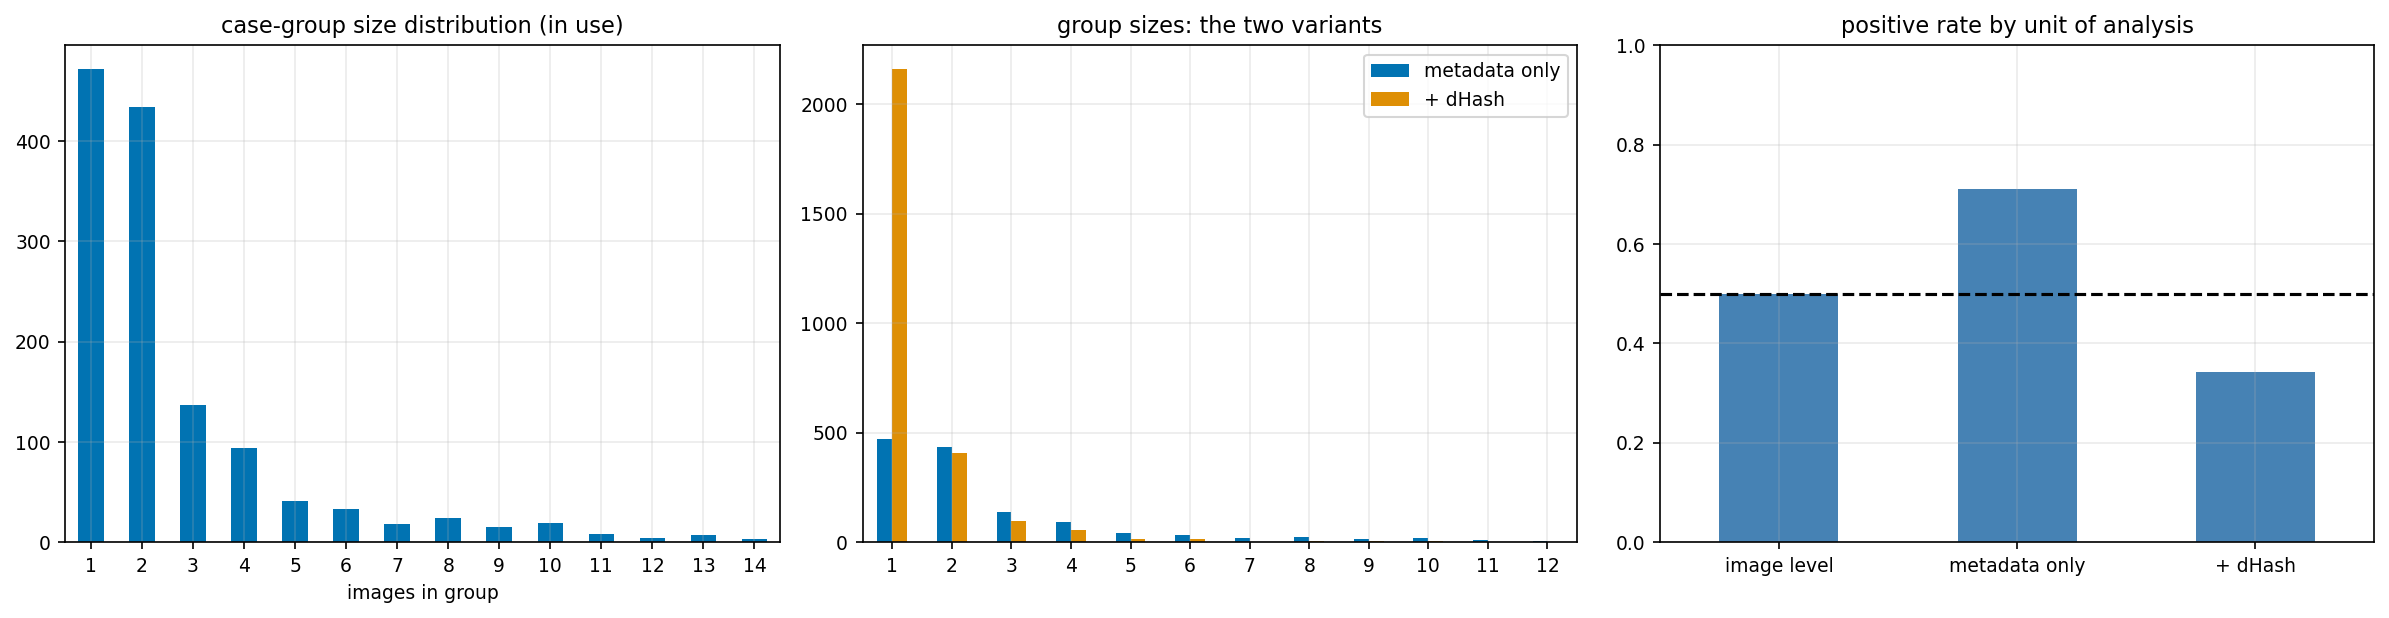 case-group size distribution (in use)
400
300
200
100
0
1 2 3 4 5 6 7 8 9 10 11 12 13 14
images in group
group sizes: the two variants
metadata only
+ dHash
2000
1500
1000
500
0
1 2 3 4 5 6 7 8 9 10 11 12
positive rate by unit of analysis
1.0
0.8
0.6
0.4
0.2
0.0
image level metadata only + dHash